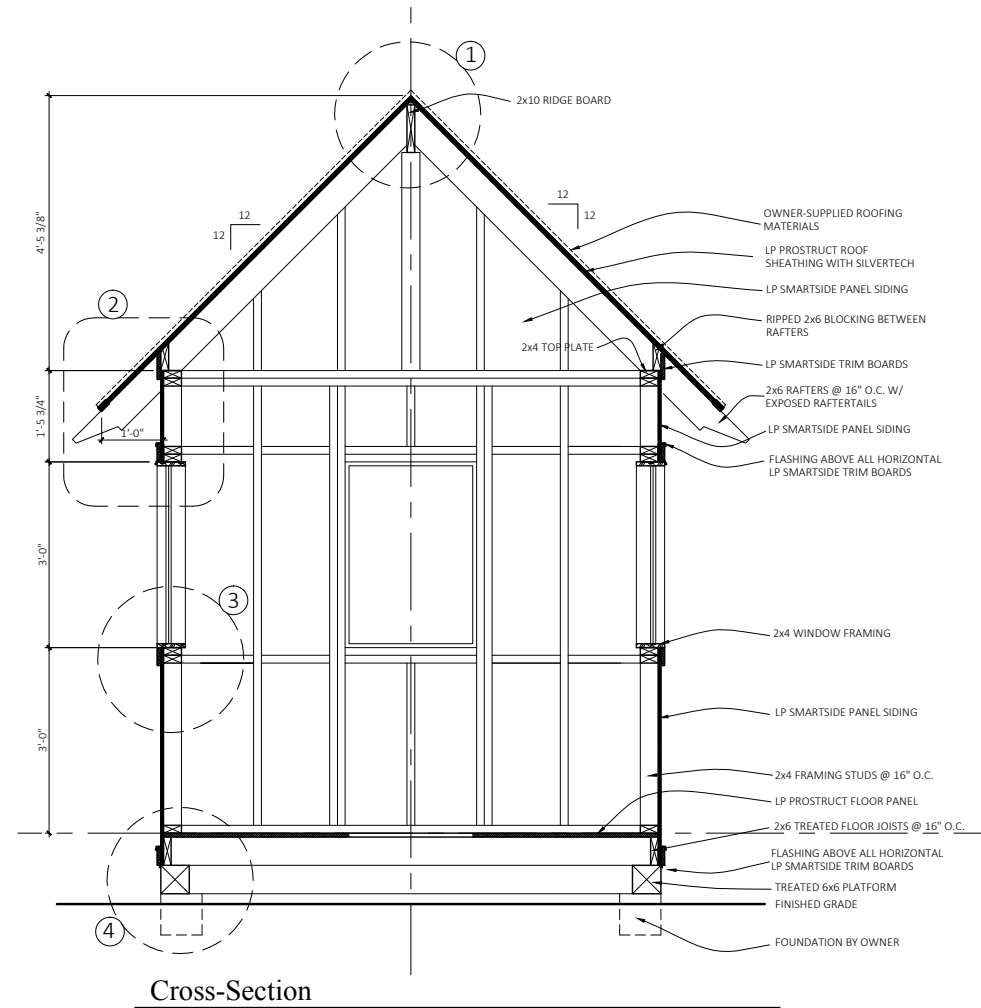 1
2x10 RIDGE BOARD
12
12
12
12
4'-5 3/8"
OWNER-SUPPLIED ROOFING
MATERIALS
LP PROSTRUCT ROOF
SHEATHING WITH SILVERTECH
LP SMARTSIDE PANEL SIDING
2
RIPPED 2x6 BLOCKING BETWEEN
RAFTERS
2x4 TOP PLATE
LP SMARTSIDE TRIM BOARDS
2x6 RAFTERS @ 16" O.C. W/
EXPOSED RAFTERTAILS
1'-5 3/4"
1'-0"
LP SMARTSIDE PANEL SIDING
FLASHING ABOVE ALL HORIZONTAL
LP SMARTSIDE TRIM BOARDS
3'-0"
3
2x4 WINDOW FRAMING
LP SMARTSIDE PANEL SIDING
3'-0"
2x4 FRAMING STUDS @ 16" O.C.
LP PROSTRUCT FLOOR PANEL
2x6 TREATED FLOOR JOISTS @ 16" O.C.
FLASHING ABOVE ALL HORIZONTAL
LP SMARTSIDE TRIM BOARDS
TREATED 6x6 PLATFORM
FINISHED GRADE
4
FOUNDATION BY OWNER
Cross-Section